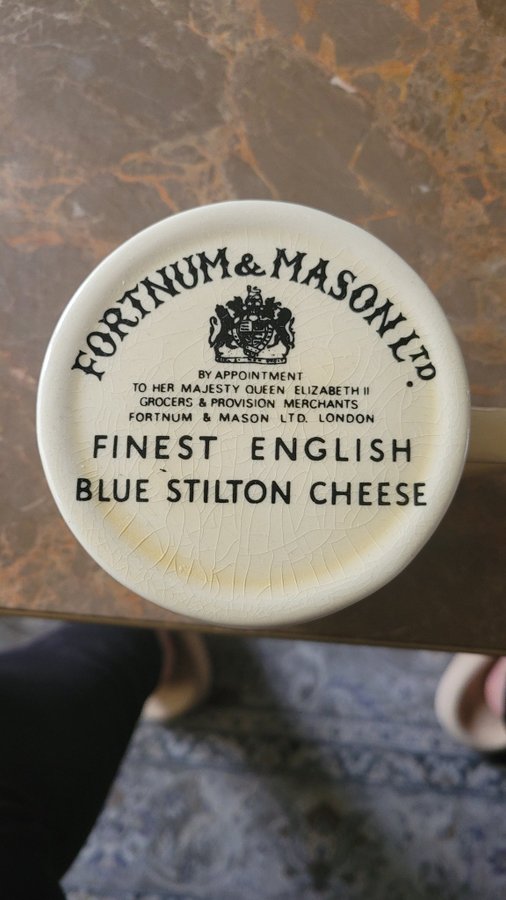 FORTNUM & MASON LTD.
BY APPOINTMENT
TO HER MAJESTY QUEEN ELIZABETH II
GROCERS & PROVISION MERCHANTS
FORTNUM & MASON LTD. LONDON
FINEST ENGLISH
BLUE STILTON CHEESE